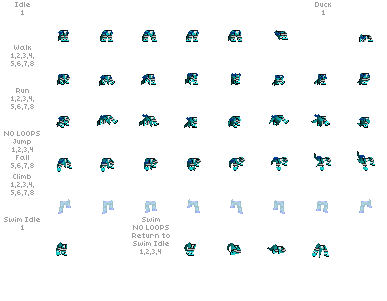 Idle
1
Duck
1
Walk
1,2,3,4,
5,6,7,8
Run
1,2,3,4,
5,6,7,8
NO LOOPS
Jump
1,2,3,4
Fall
5,6,7,8
Climb
1,2,3,4,
5,6,7,8
Swim Idle
1
Swim
NO LOOPS
Return to
Swim Idle
1,2,3,4